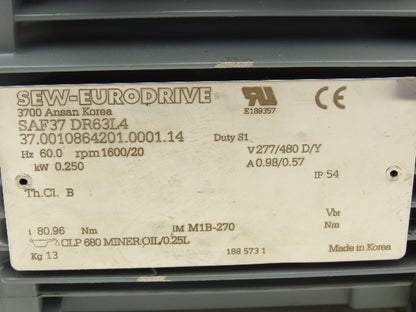 SEW-EURODRIVE
3700 Ansan Korea
E189357
CE
SAF37 DR63L4
37.0010864201.0001.14 Duty S1
Hz 60.0 rpm 1600/20 V 277/480 D/Y
kW 0.250 A 0.98/0.57
IP 54
Th.Cl. B
Vbr
i 80.96 Nm IM M1B-270 Nm
CLP 680 MINER.OIL/0.25L
Kg 13 188 573 1 Made in Korea